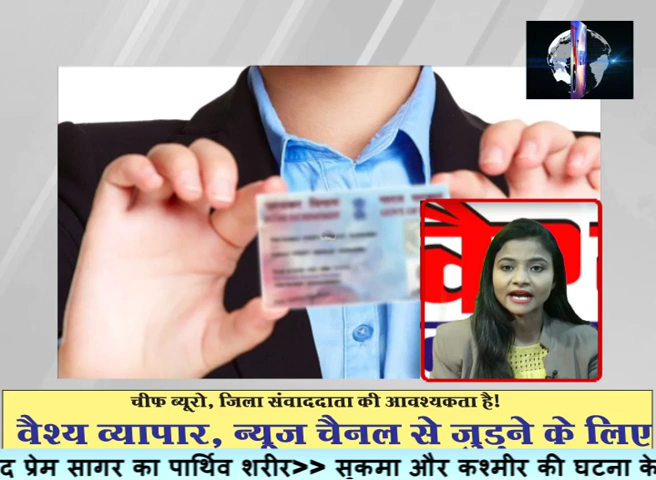 चीफ ब्यूरो, जिला संवाददाता की आवश्यकता है!
वैश्य व्यापार, न्यूज चैनल से जुड़ने के लिए
द प्रेम सागर का पार्थिव शरीर>> सुकमा और कश्मीर की घटना के